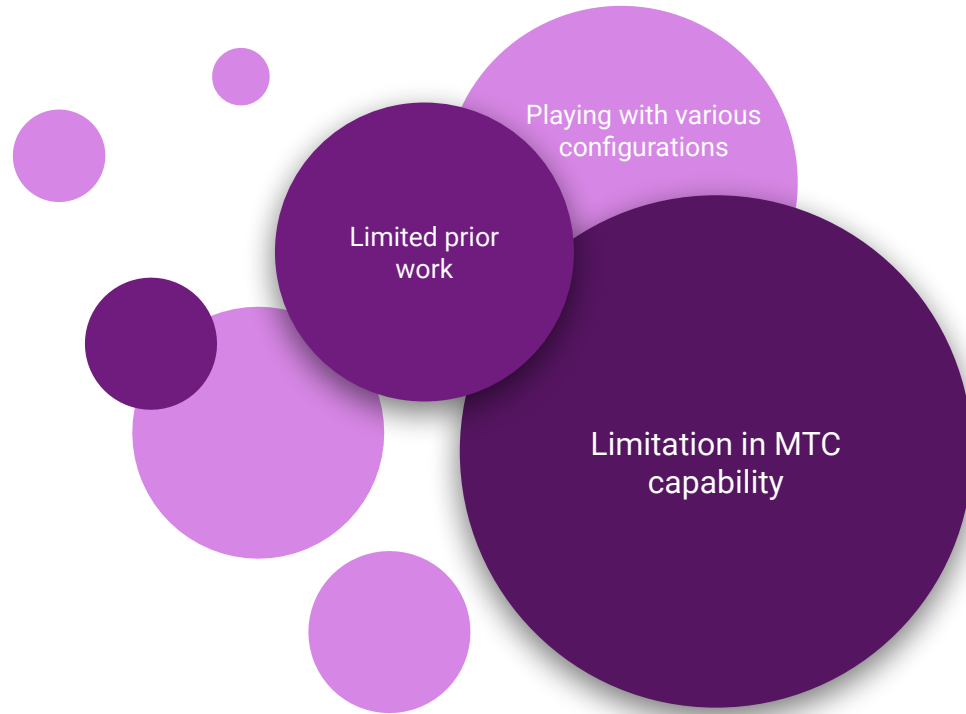 Playing with various
configurations
Limited prior
work
Limitation in MTC
capability